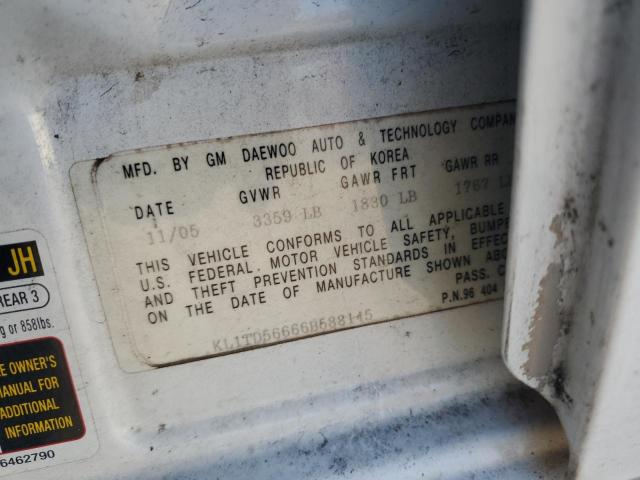 MFD. BY GM DAEWOO AUTO & TECHNOLOGY COMPAN
REPUBLIC OF KOREA
DATE GVWR GAWR FRT GAWR RR
11/05 3359 LB 1830 LB 1767 L
THIS VEHICLE CONFORMS TO ALL APPLICABLE
U.S. FEDERAL MOTOR VEHICLE SAFETY, BUMPE
AND THEFT PREVENTION STANDARDS IN EFFEC
ON THE DATE OF MANUFACTURE SHOWN ABO
PASS. C
P.N.96 404
KL1TD56666B588145
JH
REAR 3
g or 858lbs.
E OWNER'S
MANUAL FOR
ADDITIONAL
INFORMATION
6462790